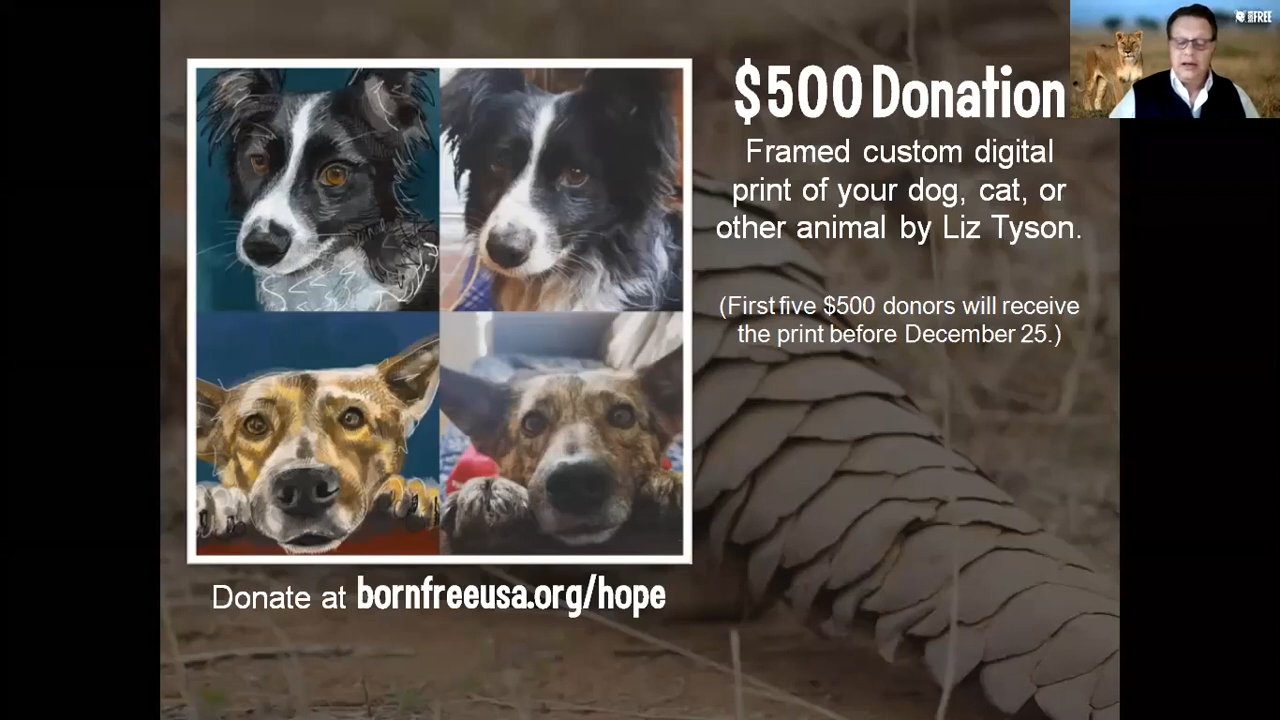 $500 Donation
Framed custom digital
print of your dog, cat, or
other animal by Liz Tyson.
(First five $500 donors will receive
the print before December 25.)
Donate at bornfreeusa.org/hope
FREE